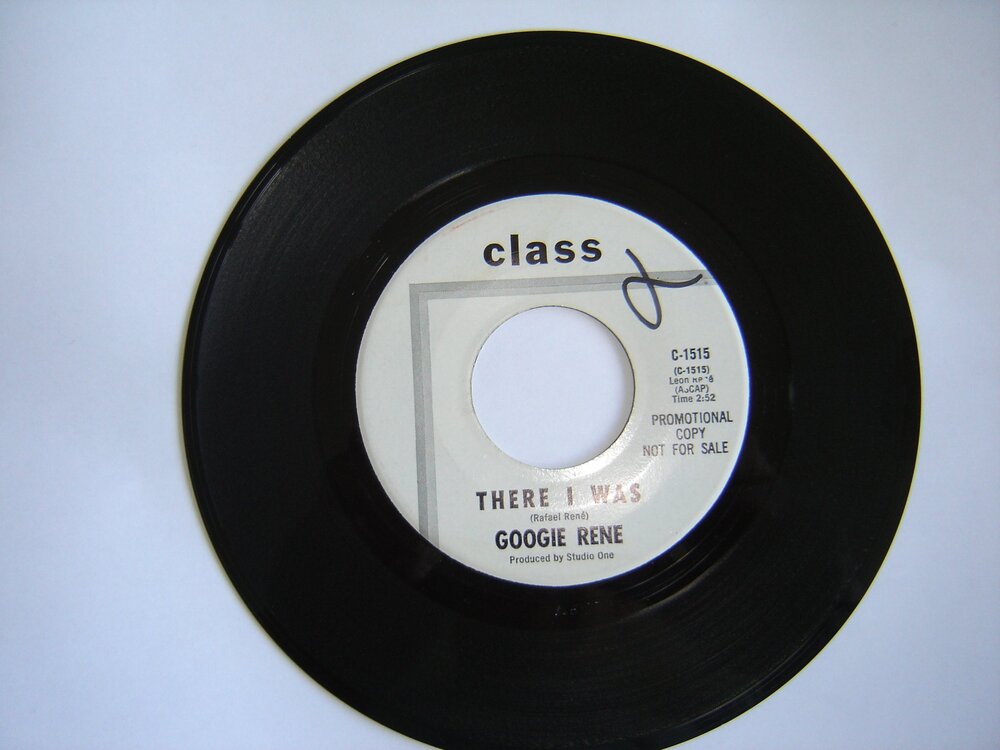 class
C-1515
(C-1515)
Leon
(ASCAP)
Time 2:52
PROMOTIONAL
COPY
NOT FOR SALE
THERE I WAS
(Rafael René)
GOOGIE RENE
Produced by Studio One